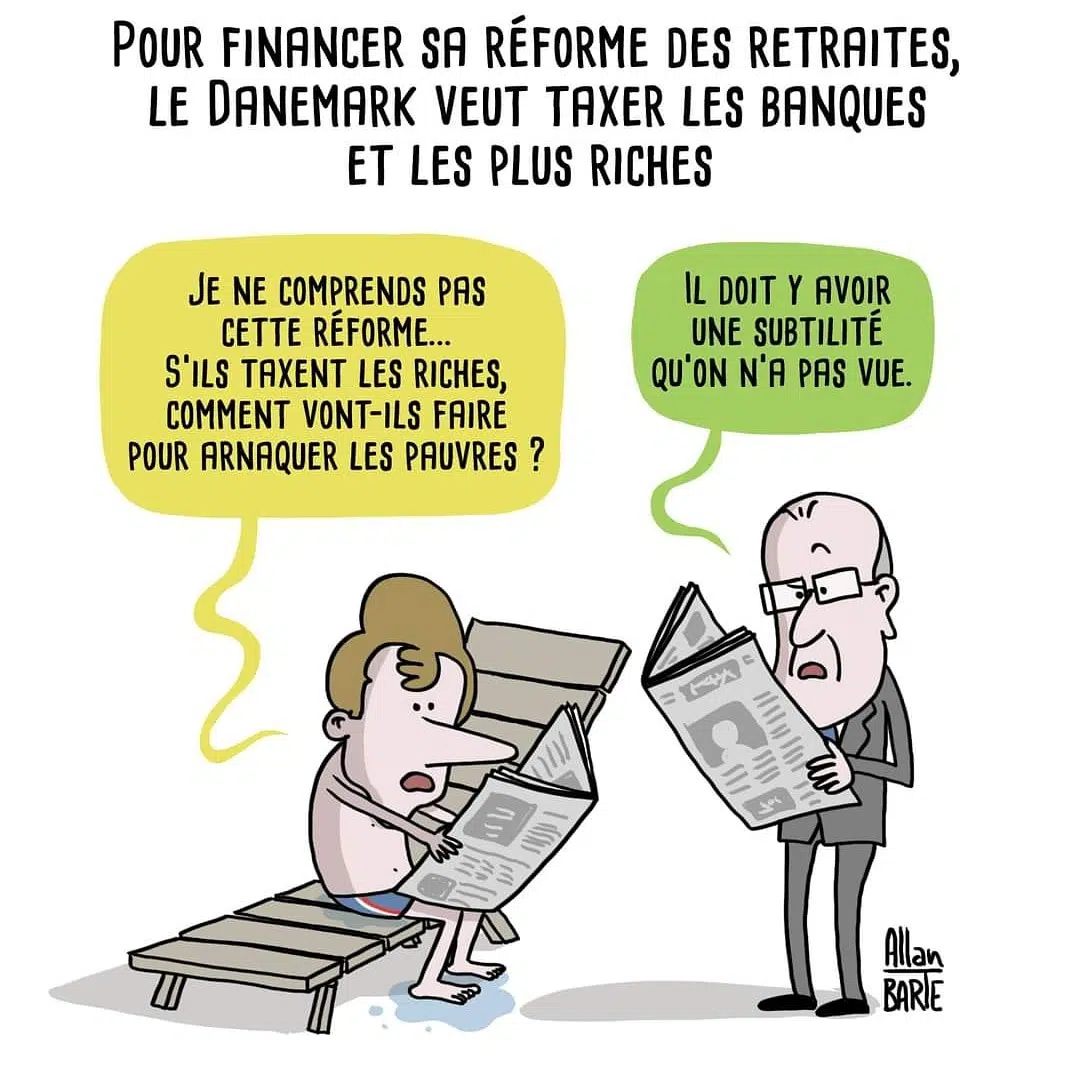 POUR FINANCER SA RÉFORME DES RETRAITES,
LE DANEMARK VEUT TAXER LES BANQUES
ET LES PLUS RICHES
JE NE COMPRENDS PAS
CETTE RÉFORME...
S'ILS TAXENT LES RICHES,
COMMENT VONT-ILS FAIRE
POUR ARNAQUER LES PAUVRES ?
IL DOIT Y AVOIR
UNE SUBTILITÉ
QU'ON N'A PAS VUE.
Allan
BARTE